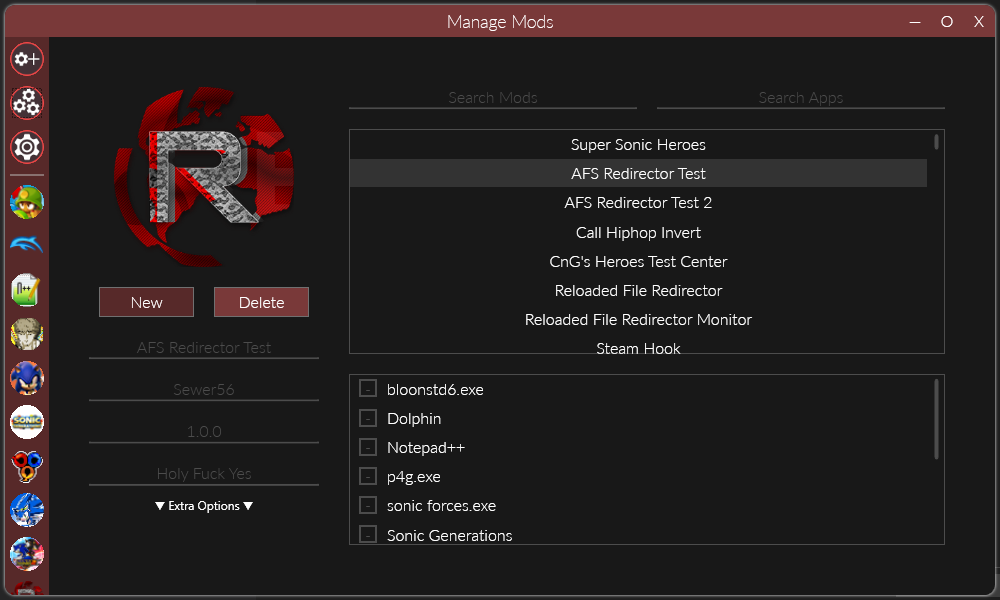 Manage Mods
Search Mods
Search Apps
Super Sonic Heroes
AFS Redirector Test
AFS Redirector Test 2
Call Hiphop Invert
CnG's Heroes Test Center
Reloaded File Redirector
Reloaded File Redirector Monitor
Steam Hook
R
New
Delete
AFS Redirector Test
Sewer56
1.0.0
Holy Fuck Yes
▼ Extra Options ▼
bloonstd6.exe
Dolphin
Notepad++
p4g.exe
sonic forces.exe
Sonic Generations